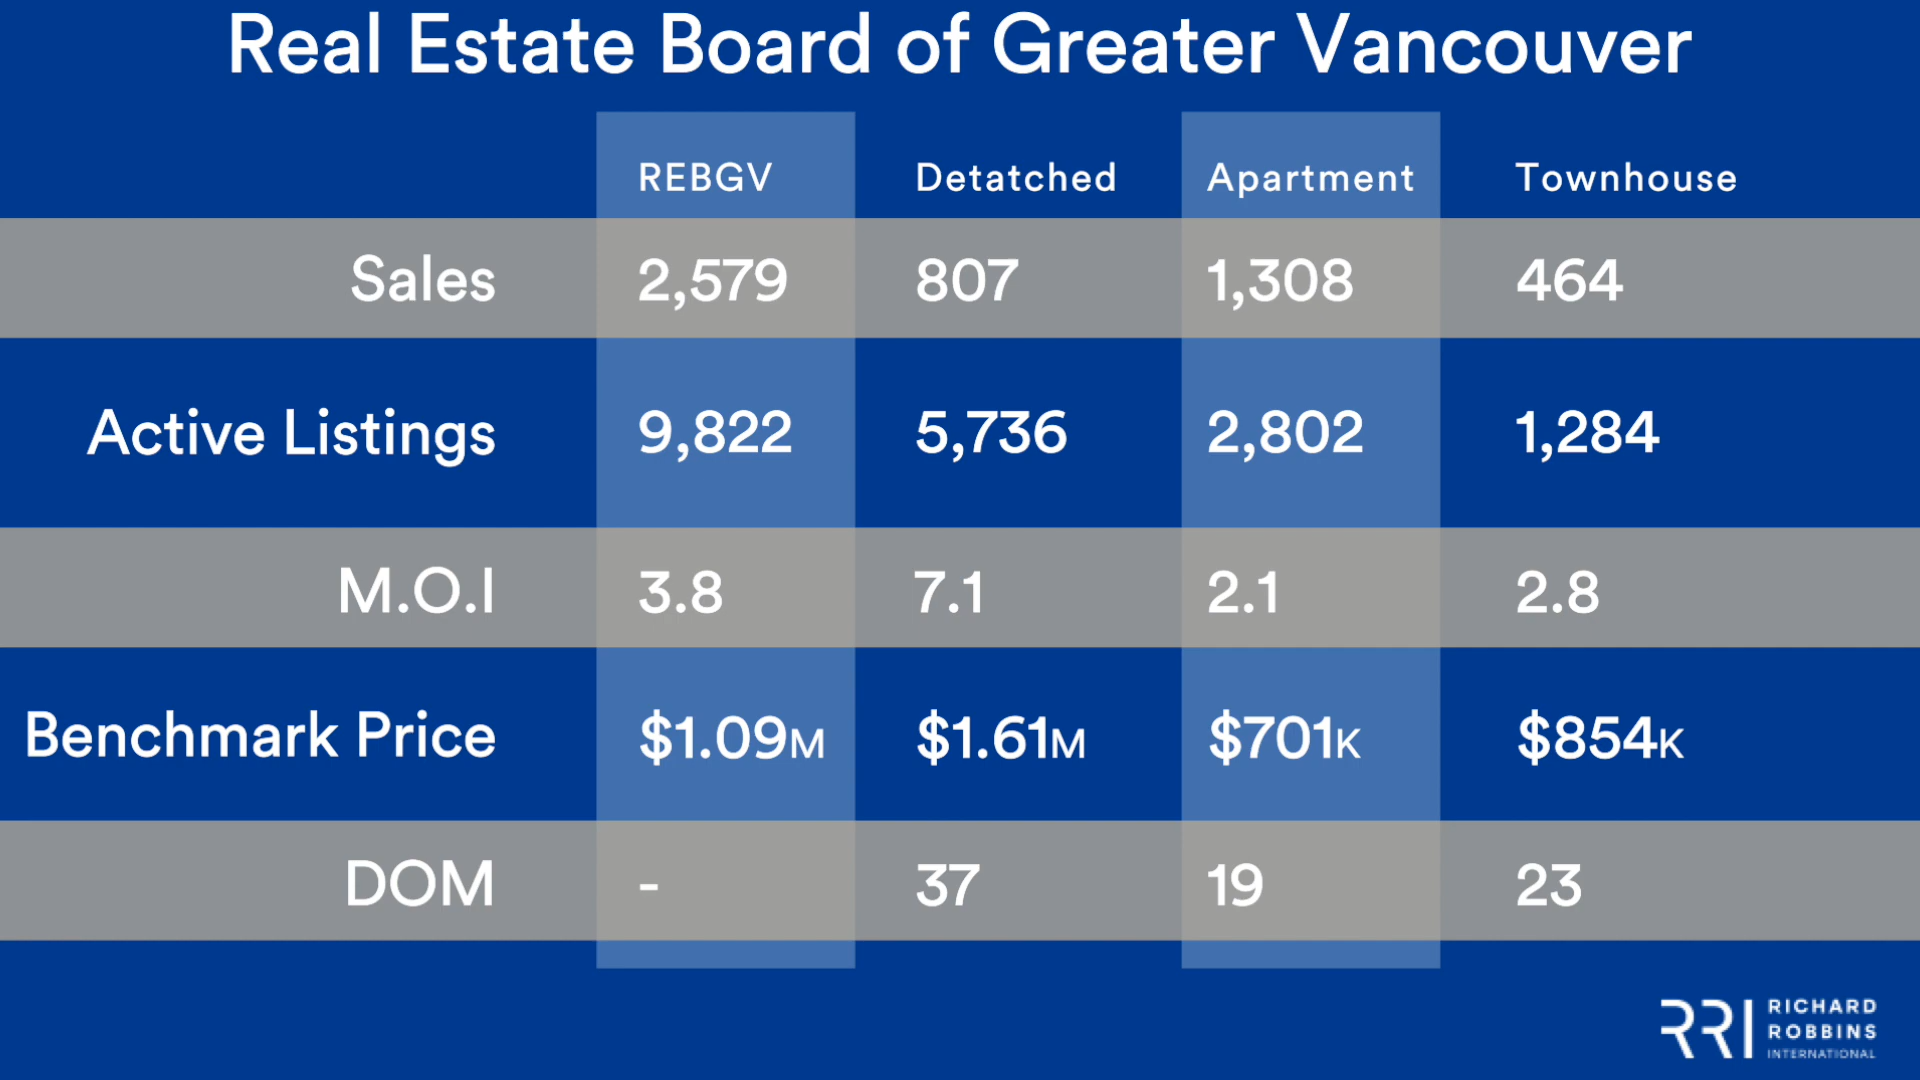 Real Estate Board of Greater Vancouver
REBGV Detatched Apartment Townhouse
Sales 2,579 807 1,308 464
Active Listings 9,822 5,736 2,802 1,284
M.O.I 3.8 7.1 2.1 2.8
Benchmark Price $1.09M $1.61M $701K $854K
DOM - 37 19 23
RRI RICHARD
ROBBINS
INTERNATIONAL